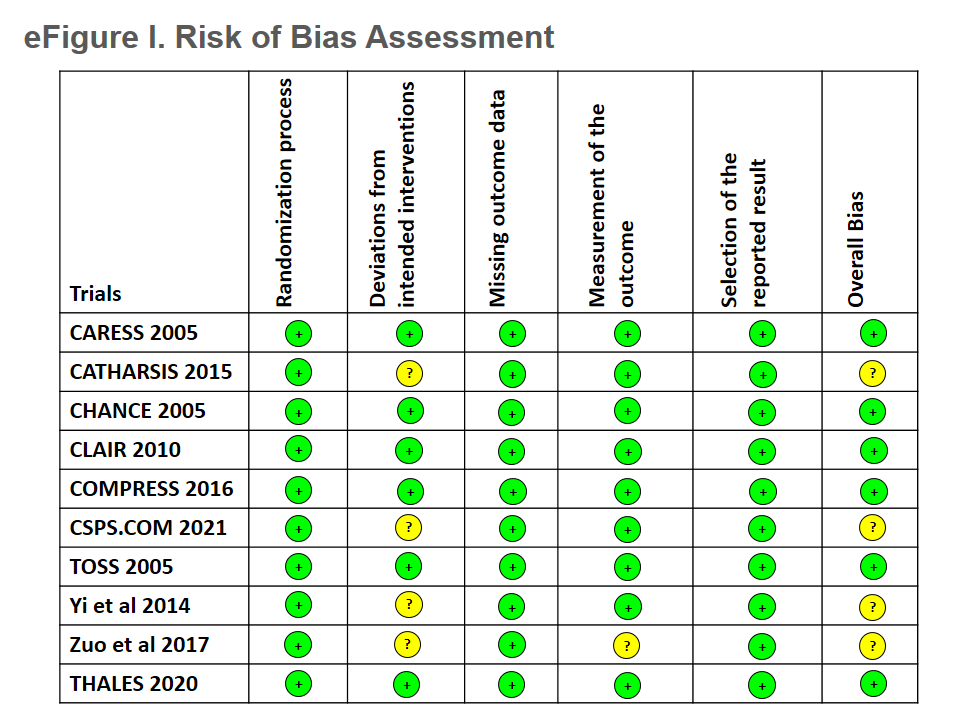 eFigure I. Risk of Bias Assessment
Trials
Randomization process
Deviations from
intended interventions
Missing outcome data
Measurement of the
outcome
Selection of the
reported result
Overall Bias
CARESS 2005 + + + + + +
CATHARSIS 2015 + ? + + + ?
CHANCE 2005 + + + + + +
CLAIR 2010 + + + + + +
COMPRESS 2016 + + + + + +
CSPS.COM 2021 + ? + + + ?
TOSS 2005 + + + + + +
Yi et al 2014 + ? + + + ?
Zuo et al 2017 + ? + ? + ?
THALES 2020 + + + + + +